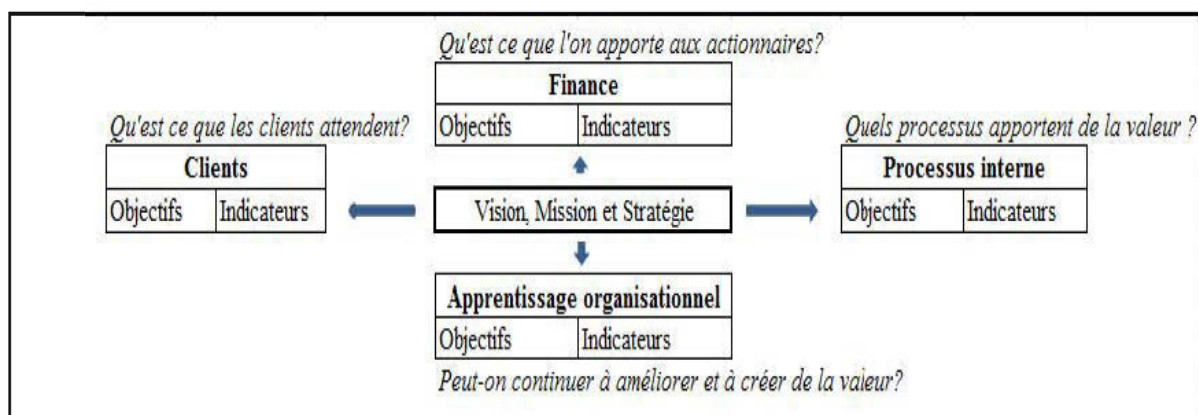 Qu'est ce que l'on apporte aux actionnaires?
Finance
Objectifs Indicateurs
Qu'est ce que les clients attendent?
Clients
Objectifs Indicateurs
Vision, Mission et Stratégie
Quels processus apportent de la valeur ?
Processus interne
Objectifs Indicateurs
Apprentissage organisationnel
Objectifs Indicateurs
Peut-on continuer à améliorer et à créer de la valeur?